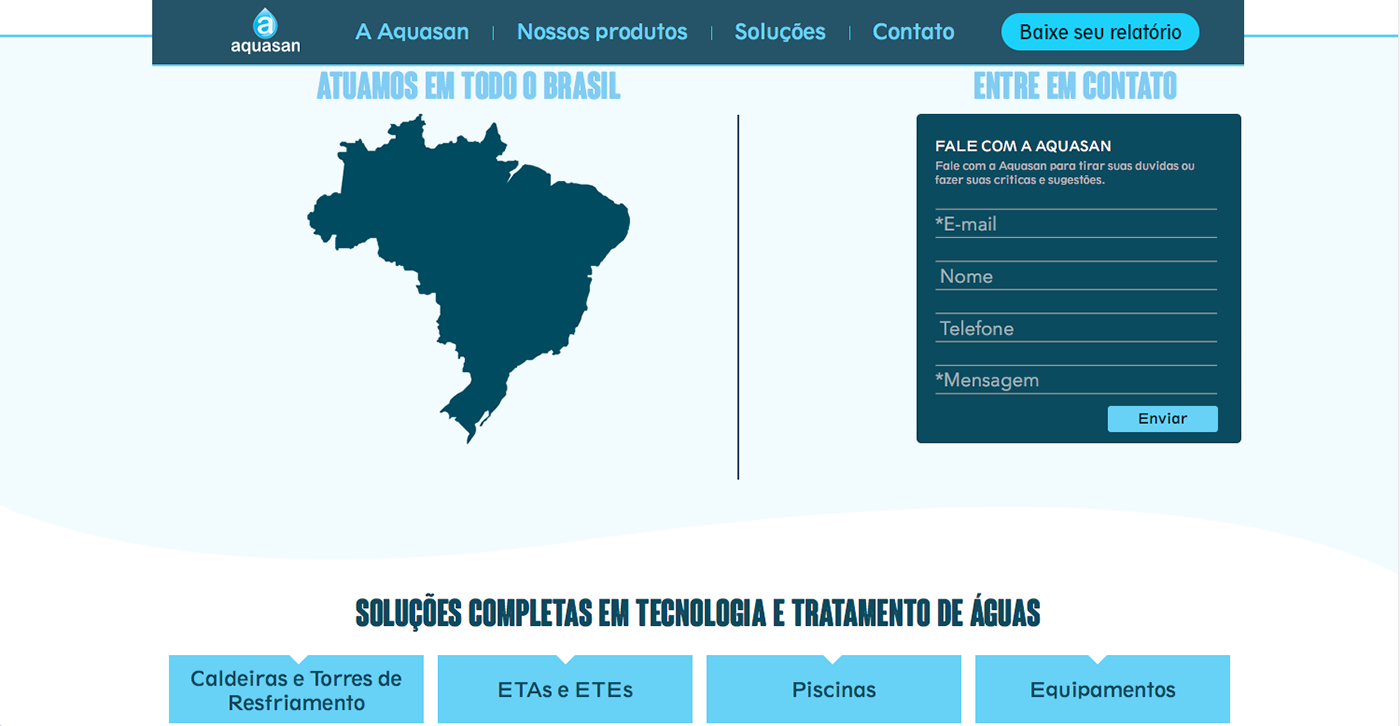 a
aquasan
A Aquasan
Nossos produtos
Soluções
Contato
Baixe seu relatório
ATUAMOS EM TODO O BRASIL
ENTRE EM CONTATO
FALE COM A AQUASAN
Fale com a Aquasan para tirar suas duvidas ou
fazer suas criticas e sugestões.
*E-mail
Nome
Telefone
*Mensagem
Enviar
SOLUÇÕES COMPLETAS EM TECNOLOGIA E TRATAMENTO DE ÁGUAS
Caldeiras e Torres de
Resfriamento
ETAs e ETEs
Piscinas
Equipamentos